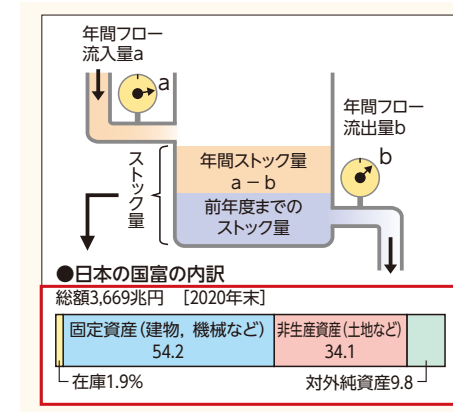 年間フロー
流入量a
a
年間フロー
流出量b
b
ストック量
年間ストック量
a − b
前年度までの
ストック量
●日本の国富の内訳
総額3,669兆円 [2020年末]
固定資産(建物, 機械など)
54.2
非生産資産(土地など)
34.1
在庫1.9%
対外純資産9.8